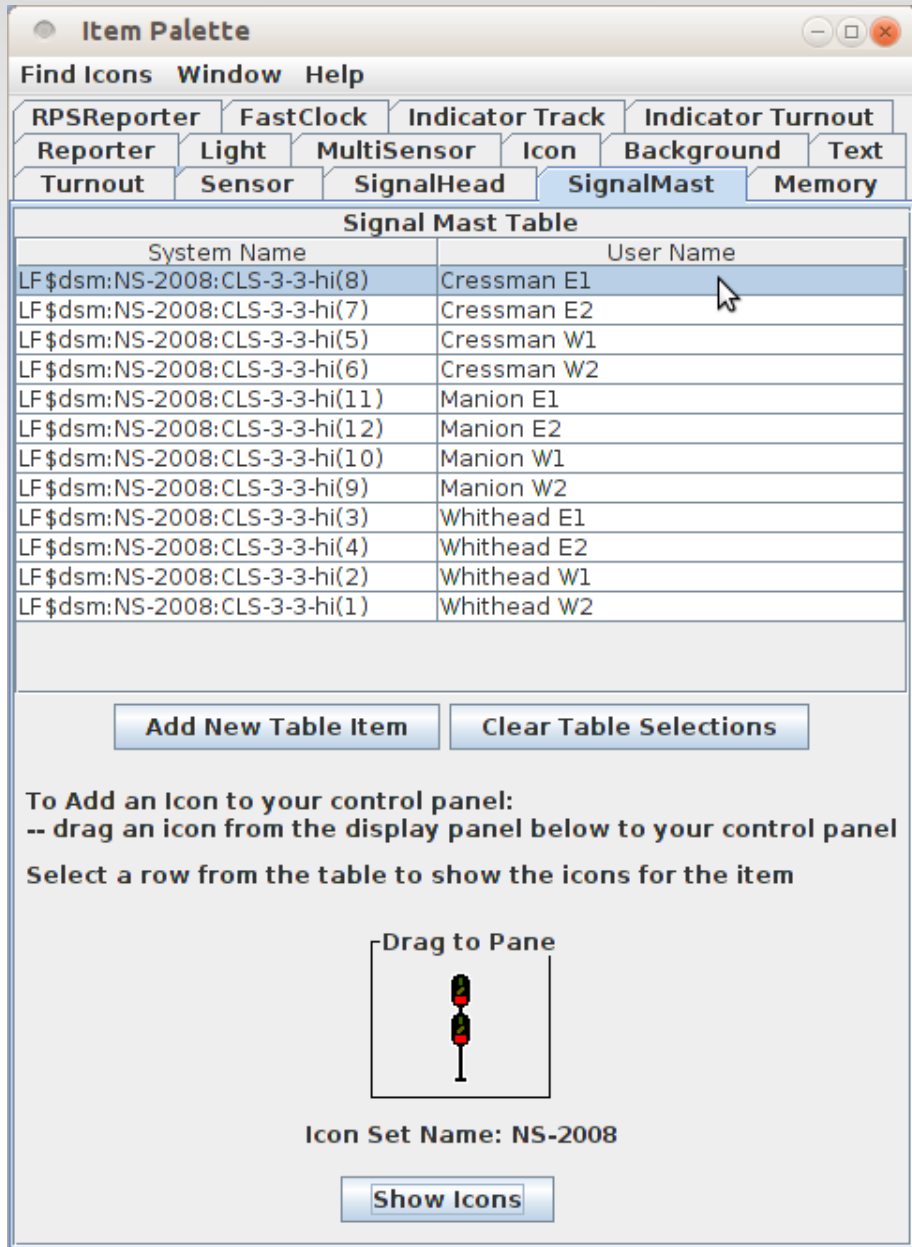 Item Palette
Find Icons Window Help
RPSReporter FastClock Indicator Track Indicator Turnout
Reporter Light MultiSensor Icon Background Text
Turnout Sensor SignalHead SignalMast Memory
Signal Mast Table
System Name User Name
LF$dsm:NS-2008:CLS-3-3-hi(8) Cressman E1
LF$dsm:NS-2008:CLS-3-3-hi(7) Cressman E2
LF$dsm:NS-2008:CLS-3-3-hi(5) Cressman W1
LF$dsm:NS-2008:CLS-3-3-hi(6) Cressman W2
LF$dsm:NS-2008:CLS-3-3-hi(11) Manion E1
LF$dsm:NS-2008:CLS-3-3-hi(12) Manion E2
LF$dsm:NS-2008:CLS-3-3-hi(10) Manion W1
LF$dsm:NS-2008:CLS-3-3-hi(9) Manion W2
LF$dsm:NS-2008:CLS-3-3-hi(3) Whithead E1
LF$dsm:NS-2008:CLS-3-3-hi(4) Whithead E2
LF$dsm:NS-2008:CLS-3-3-hi(2) Whithead W1
LF$dsm:NS-2008:CLS-3-3-hi(1) Whithead W2
Add New Table Item Clear Table Selections
To Add an Icon to your control panel:
-- drag an icon from the display panel below to your control panel
Select a row from the table to show the icons for the item
Drag to Pane
Icon Set Name: NS-2008
Show Icons